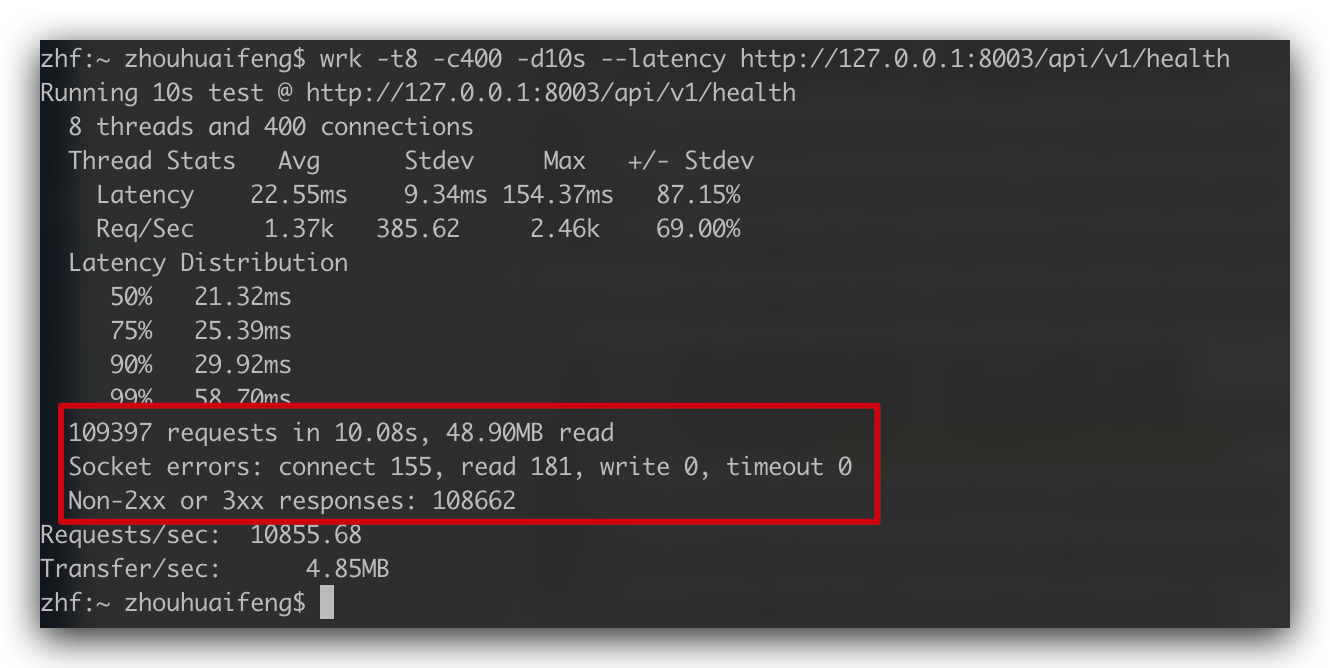 zhf:~ zhouhuaifeng$ wrk -t8 -c400 -d10s --latency http://127.0.0.1:8003/api/v1/health
Running 10s test @ http://127.0.0.1:8003/api/v1/health
8 threads and 400 connections
Thread Stats Avg Stdev Max +/- Stdev
Latency 22.55ms 9.34ms 154.37ms 87.15%
Req/Sec 1.37k 385.62 2.46k 69.00%
Latency Distribution
50% 21.32ms
75% 25.39ms
90% 29.92ms
99% 58.70ms
109397 requests in 10.08s, 48.90MB read
Socket errors: connect 155, read 181, write 0, timeout 0
Non-2xx or 3xx responses: 108662
Requests/sec: 10855.68
Transfer/sec: 4.85MB
zhf:~ zhouhuaifeng$